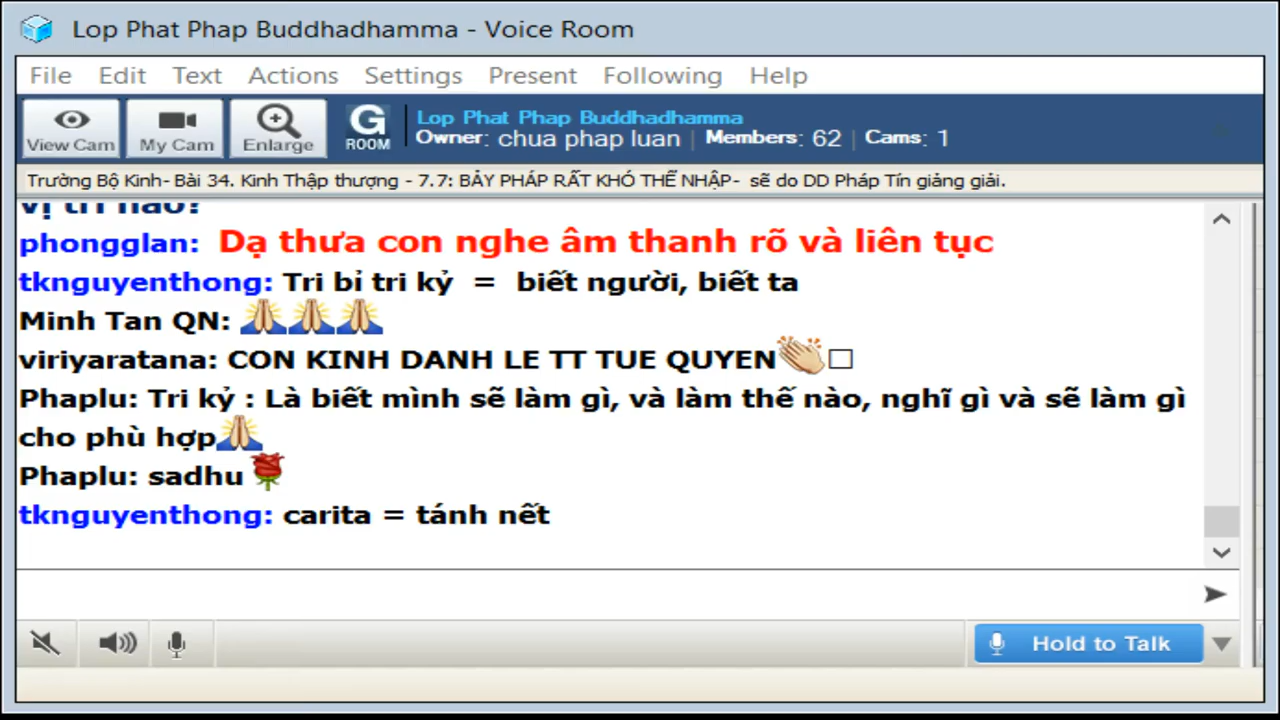 Lop Phat Phap Buddhadhamma - Voice Room
File Edit Text Actions Settings Present Following Help
View Cam My Cam Enlarge G ROOM
Lop Phat Phap Buddhadhamma
Owner: chua phap luan | Members: 62 | Cams: 1
Trường Bộ Kinh- Bài 34. Kinh Thập thượng - 7.7: BẢY PHÁP RẤT KHÓ THỂ NHẬP- sẽ do DD Pháp Tín giảng giải.
vị trí nào?
phongglan: Dạ thưa con nghe âm thanh rõ và liên tục
tknguyenthong: Tri bỉ tri kỷ = biết người, biết ta
Minh Tan QN: 🙏🙏🙏
viriyaratana: CON KINH DANH LE TT TUE QUYEN👏□
Phaplu: Tri kỷ : Là biết mình sẽ làm gì, và làm thế nào, nghĩ gì và sẽ làm gì
cho phù hợp🙏
Phaplu: sadhu🌹
tknguyenthong: carita = tánh nết
Hold to Talk